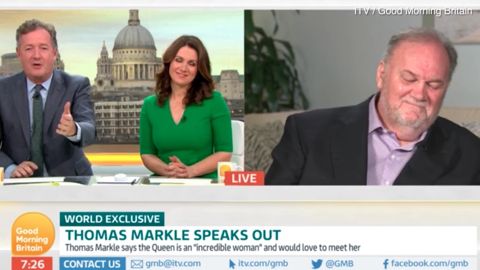 ITV / Good Morning Britain
LIVE
WORLD EXCLUSIVE
THOMAS MARKLE SPEAKS OUT
Thomas Markle says the Queen is an "incredible woman" and would love to meet her
Good
Morning
Britain
7:26 CONTACT US gmb@itv.com itv.com/gmb @GMB facebook.com/gmb